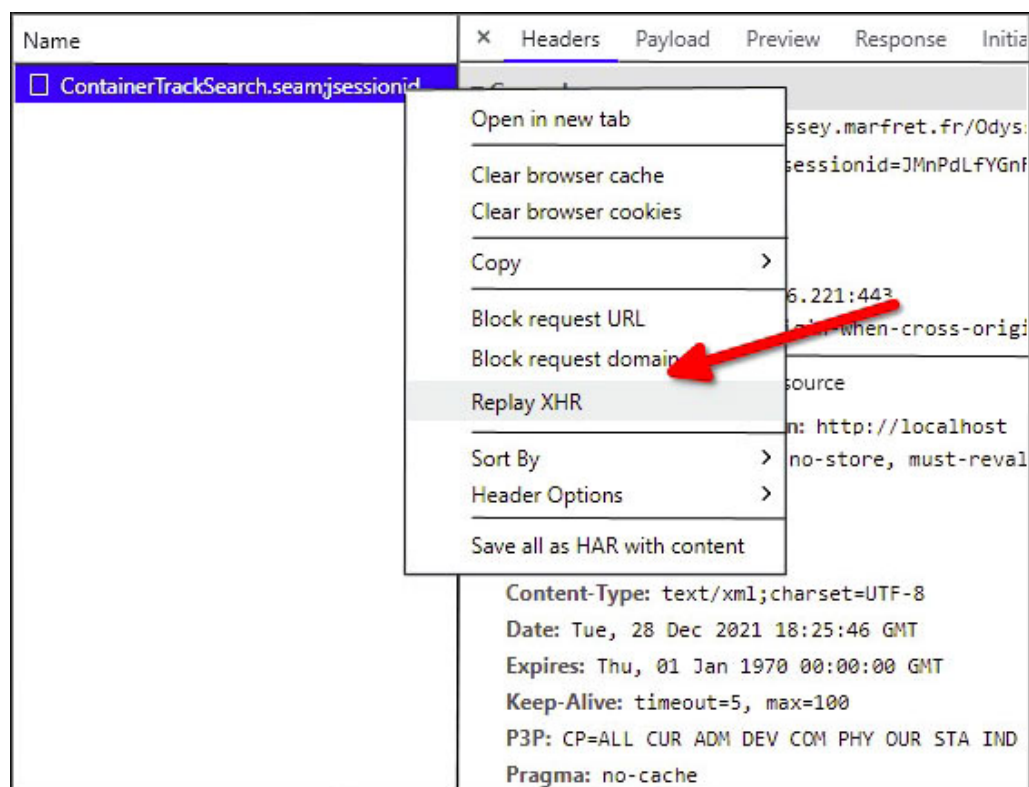 Name
× Headers Payload Preview Response Initia
ContainerTrackSearch.seam;jsessionid
Open in new tab
ssey.marfret.fr/Odys
Clear browser cache
sessionid=JMnPdLfYGn
Clear browser cookies
Copy
6.221:443
Block request URL
-when-cross-origi
Block request domain
source
Replay XHR
n: http://localhost
Sort By
no-store, must-reval
Header Options
Save all as HAR with content
Content-Type: text/xml;charset=UTF-8
Date: Tue, 28 Dec 2021 18:25:46 GMT
Expires: Thu, 01 Jan 1970 00:00:00 GMT
Keep-Alive: timeout=5, max=100
P3P: CP=ALL CUR ADM DEV COM PHY OUR STA IND
Pragma: no-cache